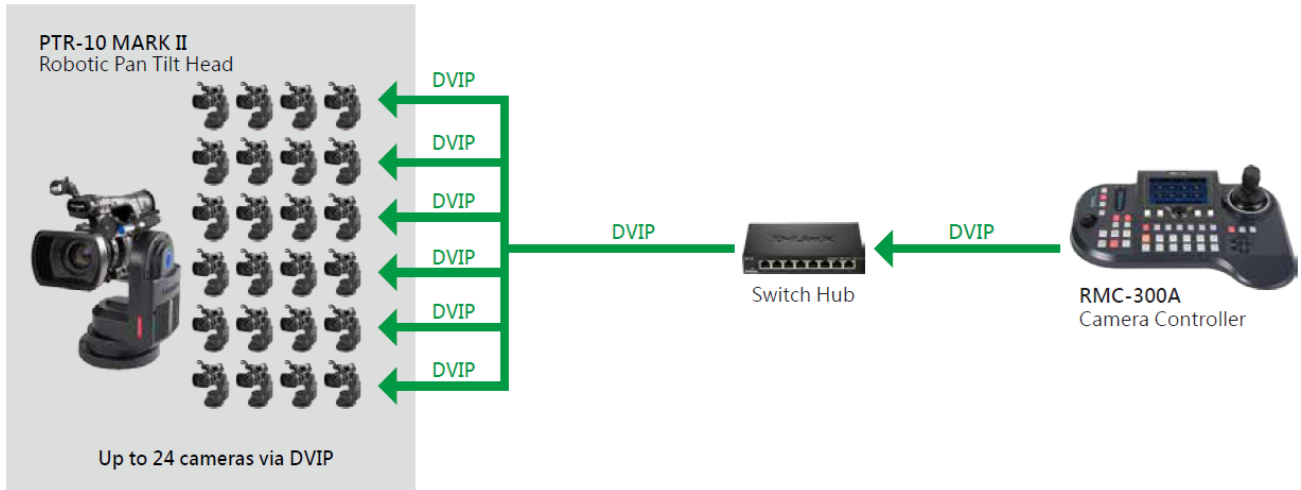 PTR-10 MARK II
Robotic Pan Tilt Head
DVIP
DVIP
DVIP
DVIP
DVIP
DVIP
Up to 24 cameras via DVIP
DVIP
D-Link
Switch Hub
DVIP
RMC-300A
Camera Controller